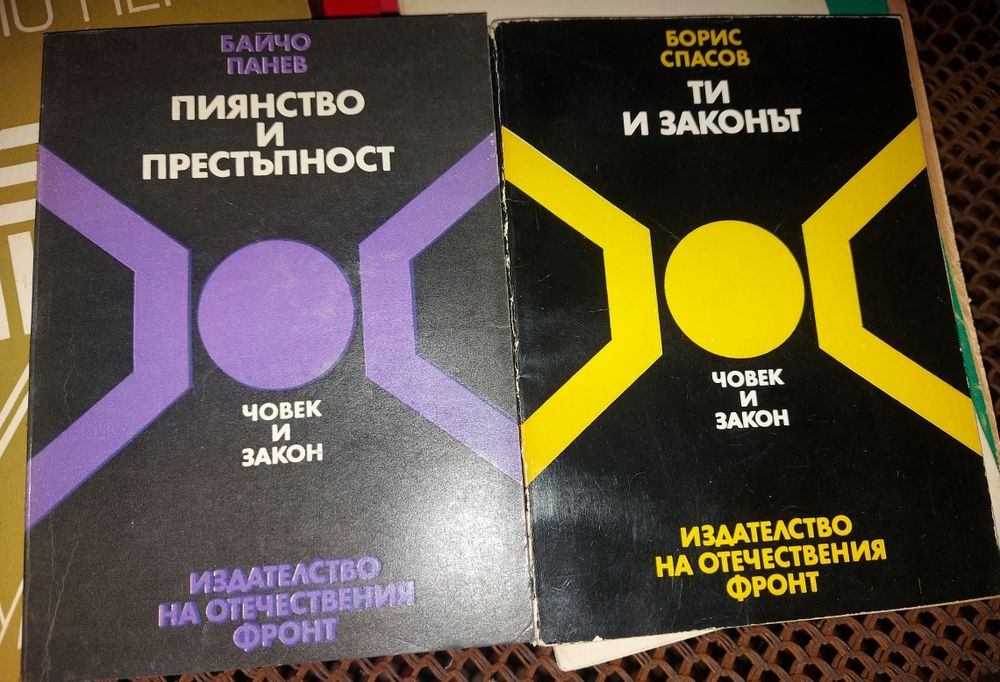 БАЙЧО
ПАНЕВ
ПИЯНСТВО
И
ПРЕСТЪПНОСТ
ЧОВЕК
И
ЗАКОН
ИЗДАТЕЛСТВО
НА ОТЕЧЕСТВЕНИЯ
ФРОНТ
БОРИС
СПАСОВ
ТИ
И ЗАКОНЪТ
ЧОВЕК
И
ЗАКОН
ИЗДАТЕЛСТВО
НА ОТЕЧЕСТВЕНИЯ
ФРОНТ